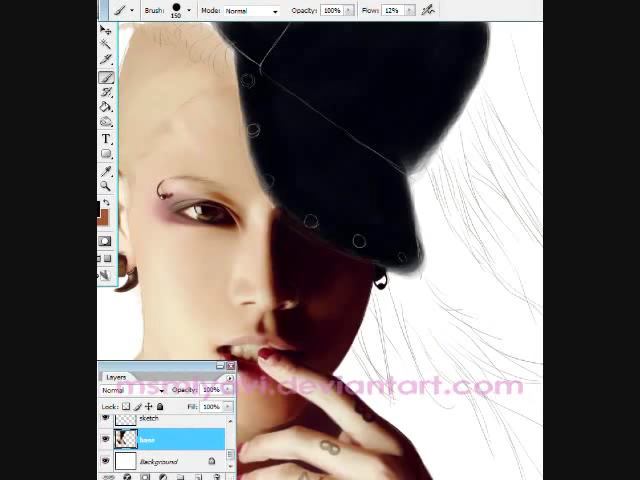 Brush: 150 Mode: Normal Opacity: 100% Flow: 12%
msmiyavi.deviantart.com
Layers
Normal Opacity: 100%
Lock: Fill: 100%
sketch
base
Background